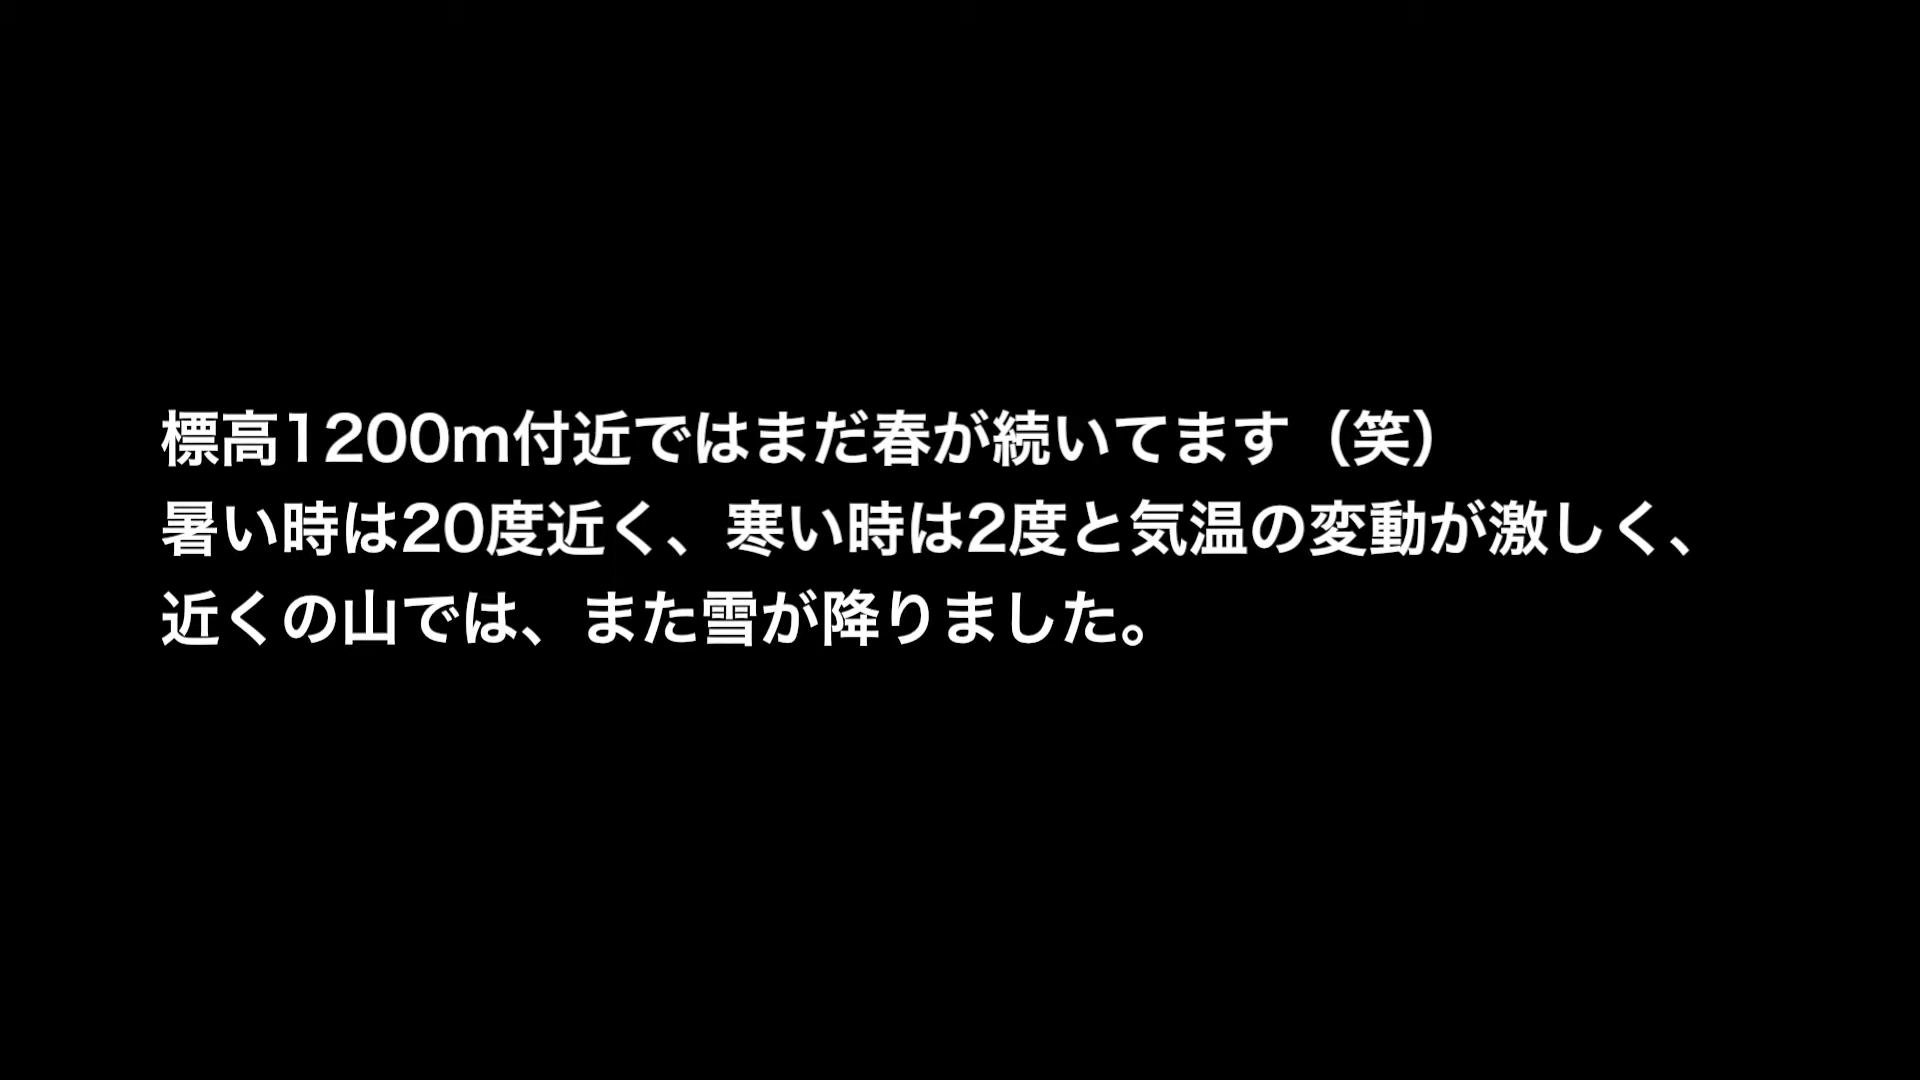 標高1200m付近ではまだ春が続いてます（笑）
暑い時は20度近く、寒い時は2度と気温の変動が激しく、
近くの山では、また雪が降りました。